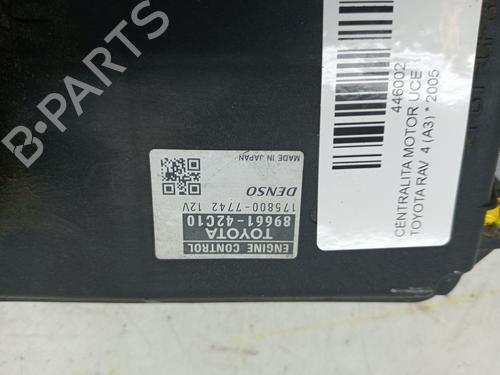 ENGINE CONTROL
TOYOTA
89661-42C10
175800-7742 12V
DENSO
MADE IN JAPAN
446002
CENTRALITA MOTOR UCE
TOYOTA RAV 4 (A3) * 2005
B-PARTS